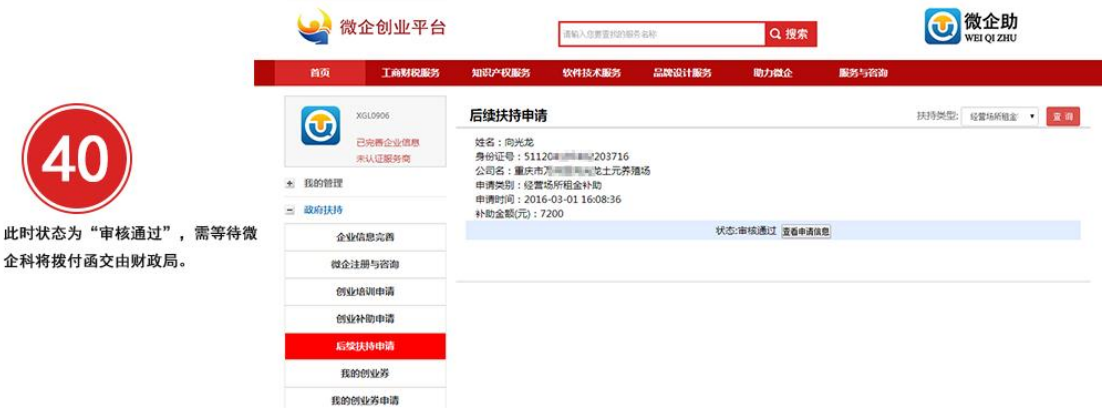 微企创业平台
请输入您要查找的服务名称
搜索
微企助
WEI QI ZHU
首页 工商财税服务 知识产权服务 软件技术服务 品牌设计服务 助力微企 服务与咨询
40
此时状态为“审核通过”，需等待微
企科将拨付函交由财政局。
XGL0906
已完善企业信息
未认证服务商
我的管理
政府扶持
企业信息完善
微企注册与咨询
创业培训申请
创业补助申请
后续扶持申请
我的创业券
我的创业券申请
后续扶持申请
扶持类型: 经营场所租金 查 询
姓名：向光龙
身份证号：51120 203716
公司名：重庆市万 龙土元养殖场
申请类别：经营场所租金补助
申请时间：2016-03-01 16:08:36
补助金额(元)：7200
状态:审核通过 查看申请信息